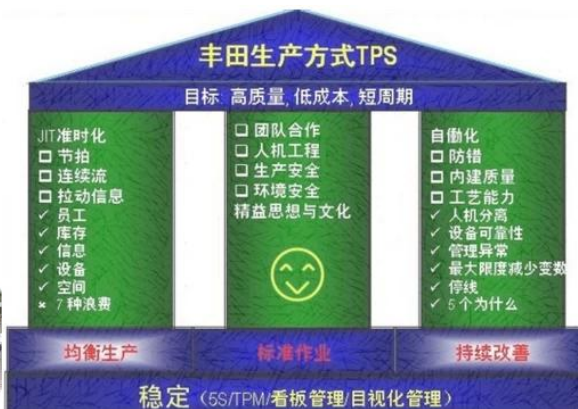 丰田生产方式TPS
目标: 高质量, 低成本, 短周期
JIT准时化
□ 节拍
□ 连续流
□ 拉动信息
✓ 员工
✓ 库存
✓ 信息
✓ 设备
✓ 空间
× 7种浪费
□ 团队合作
□ 人机工程
□ 生产安全
□ 环境安全
精益思想与文化
自働化
□ 防错
□ 内建质量
□ 工艺能力
✓ 人机分离
✓ 设备可靠性
✓ 管理异常
✓ 最大限度减少变数
✓ 停线
✓ 5个为什么
均衡生产
标准作业
持续改善
稳定（5S/TPM/看板管理/目视化管理）